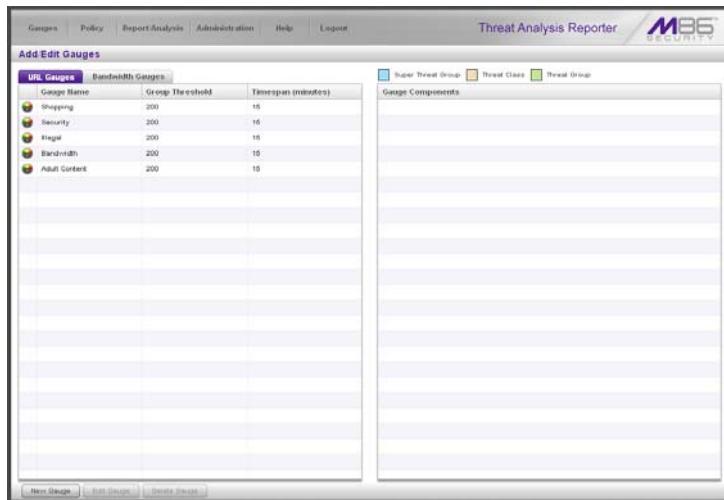 Gauges Policy Report/Analysis Administration Help Logout
Threat Analysis Reporter
M86 SECURITY
Add/Edit Gauges
URL Gauges Bandwidth Gauges
Super Threat Group Threat Class Threat Group
Gauge Name Group Threshold Timespan (minutes)
Gauge Components
Shopping 200 15
Security 200 15
Illegal 200 15
Bandwidth 200 15
Adult Content 200 15
New Gauge Edit Gauge Delete Gauge